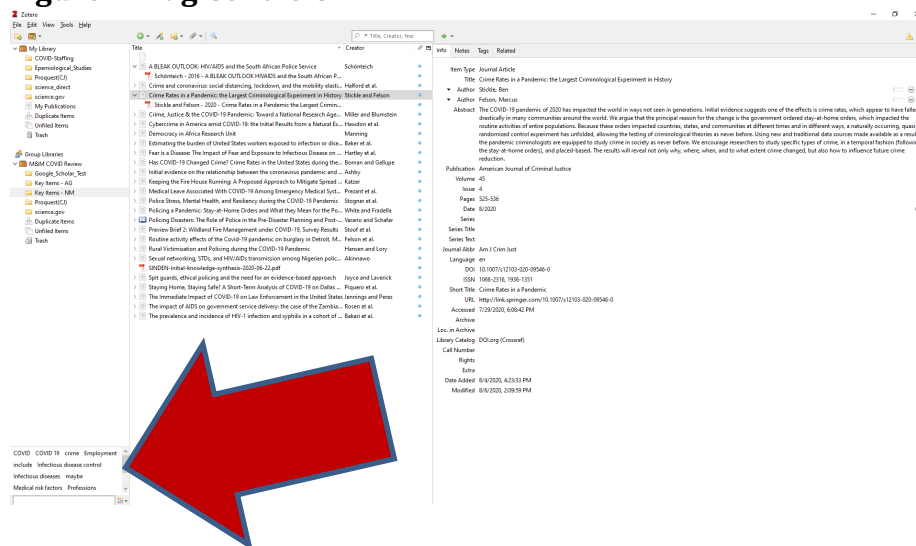 Zotero
File Edit View Tools Help
Title, Creator, Year
My Library
COVID-Staffing
Epemiological_Studies
Proquest(CJ)
science_direct
science.gov
My Publications
Duplicate Items
Unfiled Items
Trash
Group Libraries
M&M COVID Review
Google_Scholar_Test
Key Items - AG
Key Items - NM
Proquest(CJ)
science.gov
Duplicate Items
Unfiled Items
Trash
COVID COVID 19 crime Employment
include Infectious disease control
Infectious diseases maybe
Medical risk factors Professions
Title Creator
A BLEAK OUTLOOK: HIV/AIDS and the South African Police Service Schönteich
Schönteich - 2016 - A BLEAK OUTLOOK HIVAIDS and the South African P...
Crime and coronavirus: social distancing, lockdown, and the mobility elasti... Halford et al.
Crime Rates in a Pandemic: the Largest Criminological Experiment in History Stickle and Felson
Stickle and Felson - 2020 - Crime Rates in a Pandemic the Largest Crimin...
Crime, Justice & the COVID-19 Pandemic: Toward a National Research Age... Miller and Blumstein
Cybercrime in America amid COVID-19: the Initial Results from a Natural Ex... Hawdon et al.
Democracy in Africa Research Unit Manning
Estimating the burden of United States workers exposed to infection or dise... Baker et al.
Fear is a Disease: The Impact of Fear and Exposure to Infectious Disease on ... Hartley et al.
Has COVID-19 Changed Crime? Crime Rates in the United States during the... Boman and Gallupe
Initial evidence on the relationship between the coronavirus pandemic and ... Ashby
Keeping the Fire House Running: A Proposed Approach to Mitigate Spread ... Katzer
Medical Leave Associated With COVID-19 Among Emergency Medical Syst... Prezant et al.
Police Stress, Mental Health, and Resiliency during the COVID-19 Pandemic Stogner et al.
Policing a Pandemic: Stay-at-Home Orders and What they Mean for the Po... White and Fradella
Policing Disasters: The Role of Police in the Pre-Disaster Planning and Post-... Varano and Schafer
Preview Brief 2: Wildland Fire Management under COVID-19, Survey Results Stoof et al.
Routine activity effects of the Covid-19 pandemic on burglary in Detroit, M... Felson et al.
Rural Victimization and Policing during the COVID-19 Pandemic Hansen and Lory
Sexual networking, STDs, and HIV/AIDs transmission among Nigerian polic... Akinnawo
SINDEN-Initial-knowledge-synthesis-2020-06-22.pdf
Spit guards, ethical policing and the need for an evidence-based approach Joyce and Laverick
Staying Home, Staying Safe? A Short-Term Analysis of COVID-19 on Dallas ... Piquero et al.
The Immediate Impact of COVID-19 on Law Enforcement in the United States Jennings and Perez
The impact of AIDS on government service delivery: the case of the Zambia... Rosen et al.
The prevalence and incidence of HIV-1 infection and syphilis in a cohort of ... Bakari et al.
Info Notes Tags Related
Item Type Journal Article
Title Crime Rates in a Pandemic: the Largest Criminological Experiment in History
Author Stickle, Ben
Author Felson, Marcus
Abstract The COVID-19 pandemic of 2020 has impacted the world in ways not seen in generations. Initial evidence suggests one of the effects is crime rates, which appear to have falle
drastically in many communities around the world. We argue that the principal reason for the change is the government ordered stay-at-home orders, which impacted the
routine activities of entire populations. Because these orders impacted countries, states, and communities at different times and in different ways, a naturally occurring, quasi
randomized control experiment has unfolded, allowing the testing of criminological theories as never before. Using new and traditional data sources made available as a resul
the pandemic criminologists are equipped to study crime in society as never before. We encourage researchers to study specific types of crime, in a temporal fashion (followin
the stay-at-home orders), and placed-based. The results will reveal not only why, where, when, and to what extent crime changed, but also how to influence future crime
reduction.
Publication American Journal of Criminal Justice
Volume 45
Issue 4
Pages 525-536
Date 8/2020
Series
Series Title
Series Text
Journal Abbr Am J Crim Just
Language en
DOI 10.1007/s12103-020-09546-0
ISSN 1066-2316, 1936-1351
Short Title Crime Rates in a Pandemic
URL http://link.springer.com/10.1007/s12103-020-09546-0
Accessed 7/29/2020, 6:08:42 PM
Archive
Loc. in Archive
Library Catalog DOI.org (Crossref)
Call Number
Rights
Extra
Date Added 8/4/2020, 4:23:33 PM
Modified 8/6/2020, 2:09:59 PM